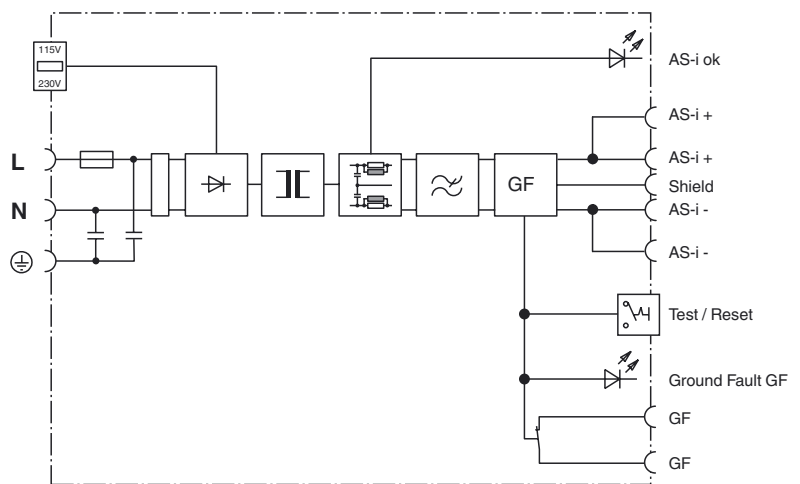 115V
230V
AS-i ok
AS-i +
L
AS-i +
GF
Shield
N
AS-i -
AS-i -
Test / Reset
Ground Fault GF
GF
GF